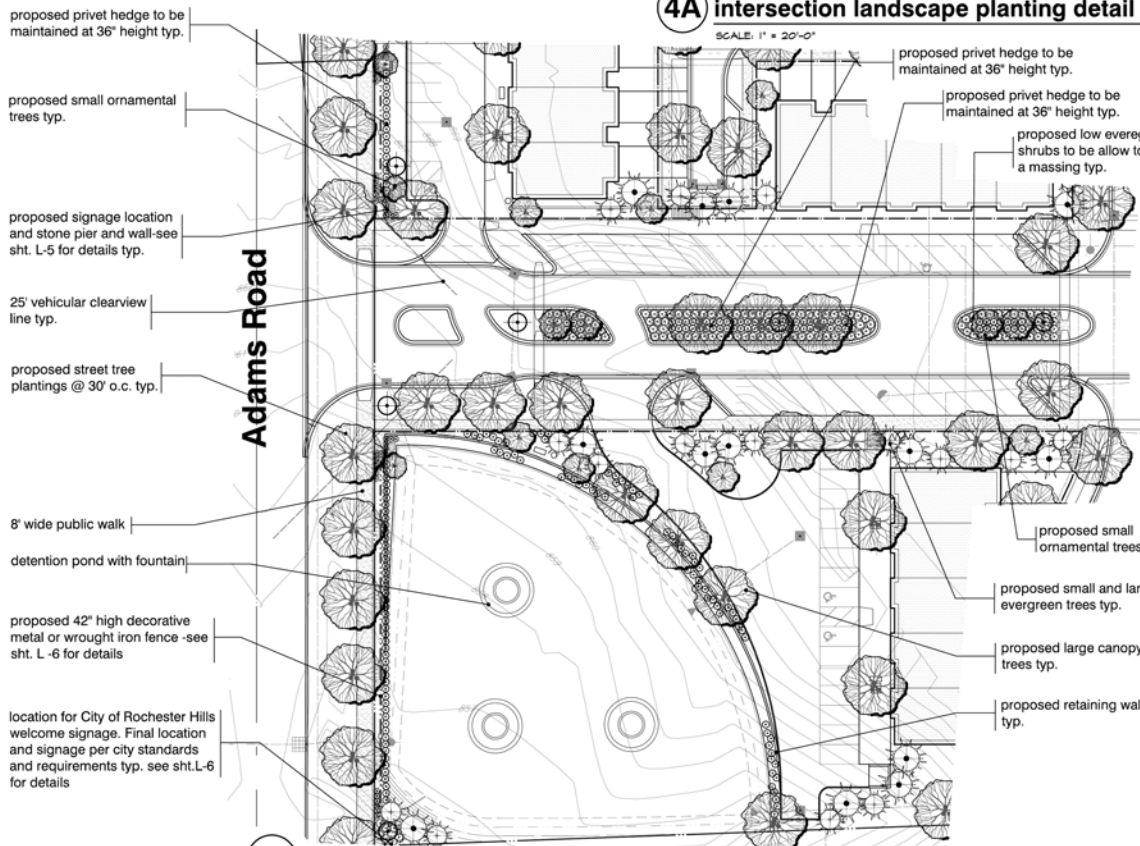 4A intersection landscape planting detail
SCALE: 1" = 20'-0"
proposed privet hedge to be
maintained at 36" height typ.
proposed small ornamental
trees typ.
proposed signage location
and stone pier and wall-see
sht. L-5 for details typ.
25' vehicular clearview
line typ.
proposed street tree
plantings @ 30' o.c. typ.
8' wide public walk
detention pond with fountain
proposed 42" high decorative
metal or wrought iron fence -see
sht. L -6 for details
location for City of Rochester Hills
welcome signage. Final location
and signage per city standards
and requirements typ. see sht.L-6
for details
Adams Road
proposed privet hedge to be
maintained at 36" height typ.
proposed privet hedge to be
maintained at 36" height typ.
proposed low evereg
shrubs to be allow to
a massing typ.
proposed small
ornamental trees
proposed small and lar
evergreen trees typ.
proposed large canopy
trees typ.
proposed retaining wal
typ.